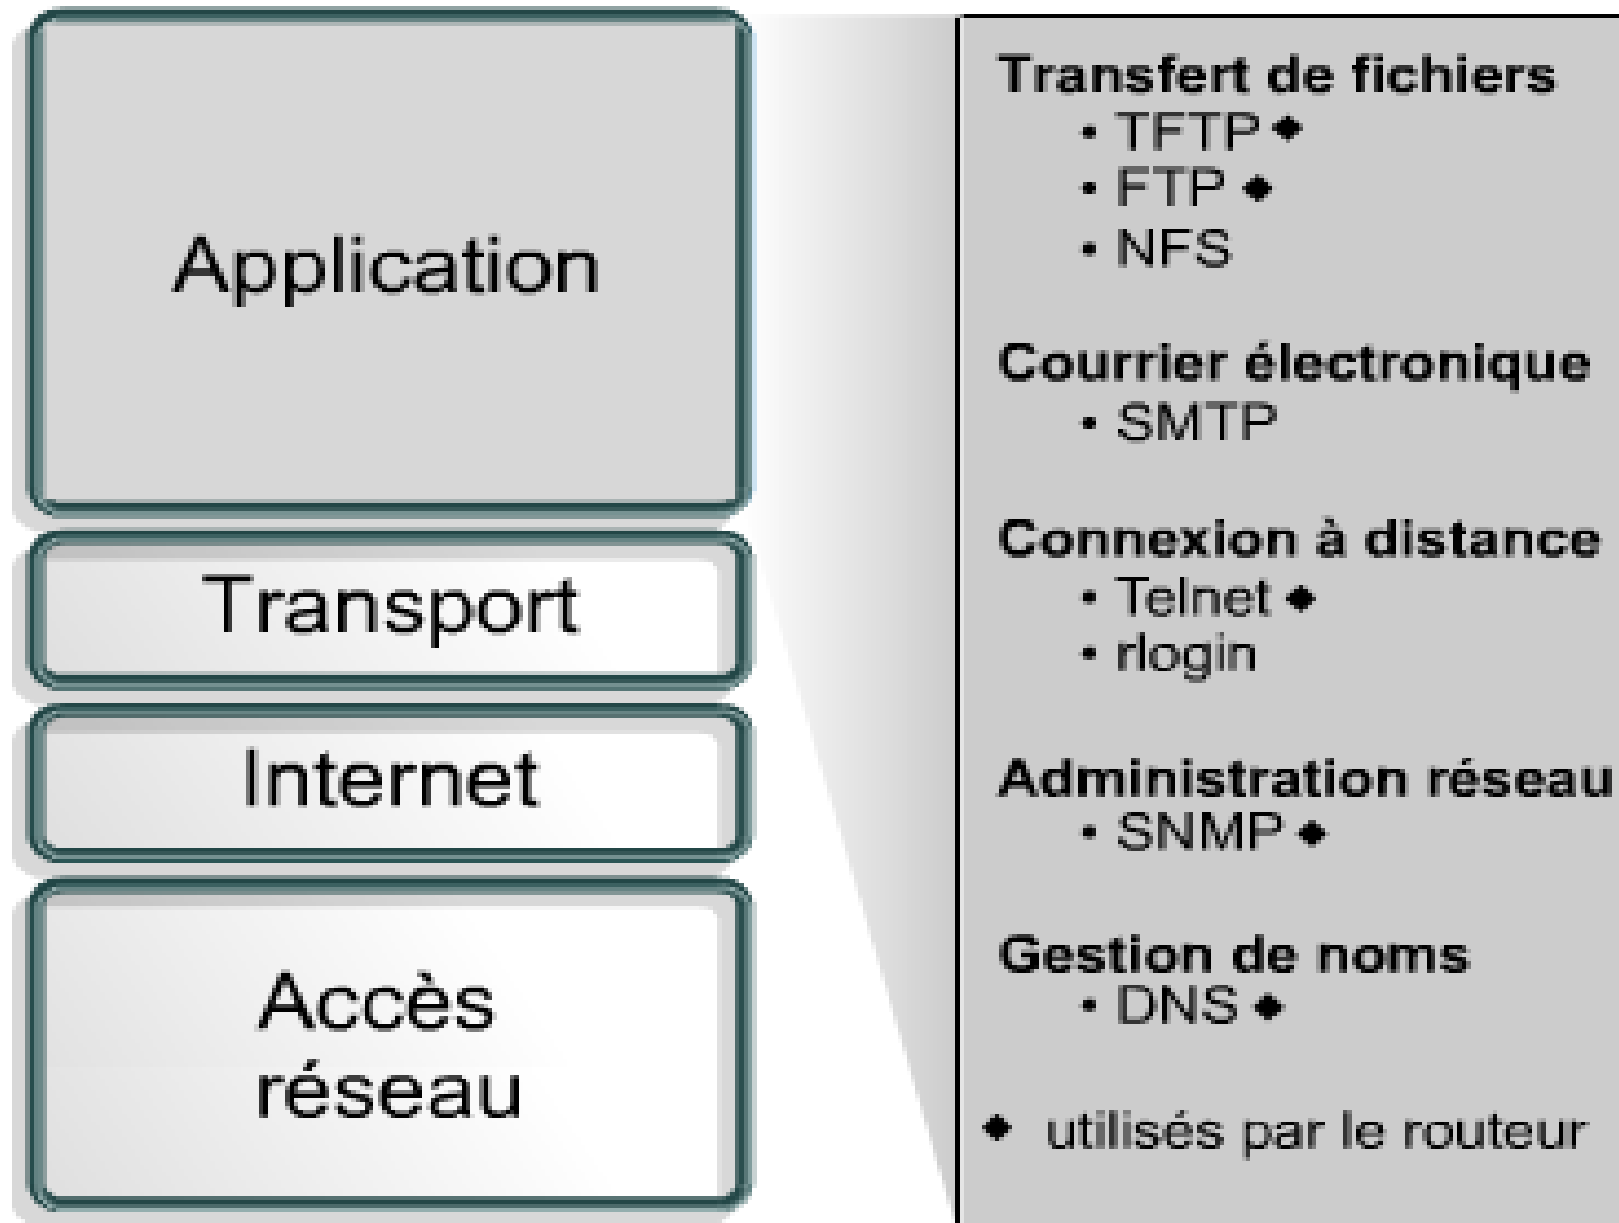 Application
Transport
Internet
Accès
réseau
Transfert de fichiers
• TFTP ◆
• FTP ◆
• NFS
Courrier électronique
• SMTP
Connexion à distance
• Telnet ◆
• rlogin
Administration réseau
• SNMP ◆
Gestion de noms
• DNS ◆
◆ utilisés par le routeur